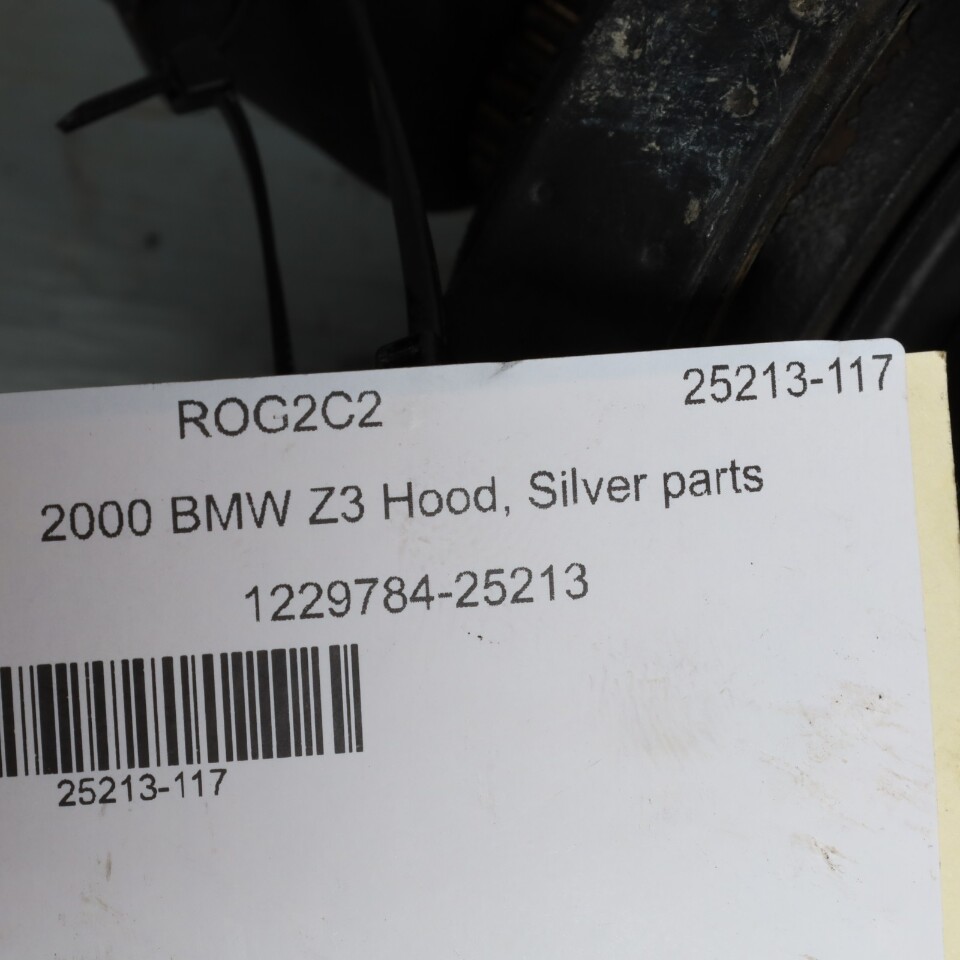 ROG2C2 25213-117
2000 BMW Z3 Hood, Silver parts
1229784-25213
25213-117